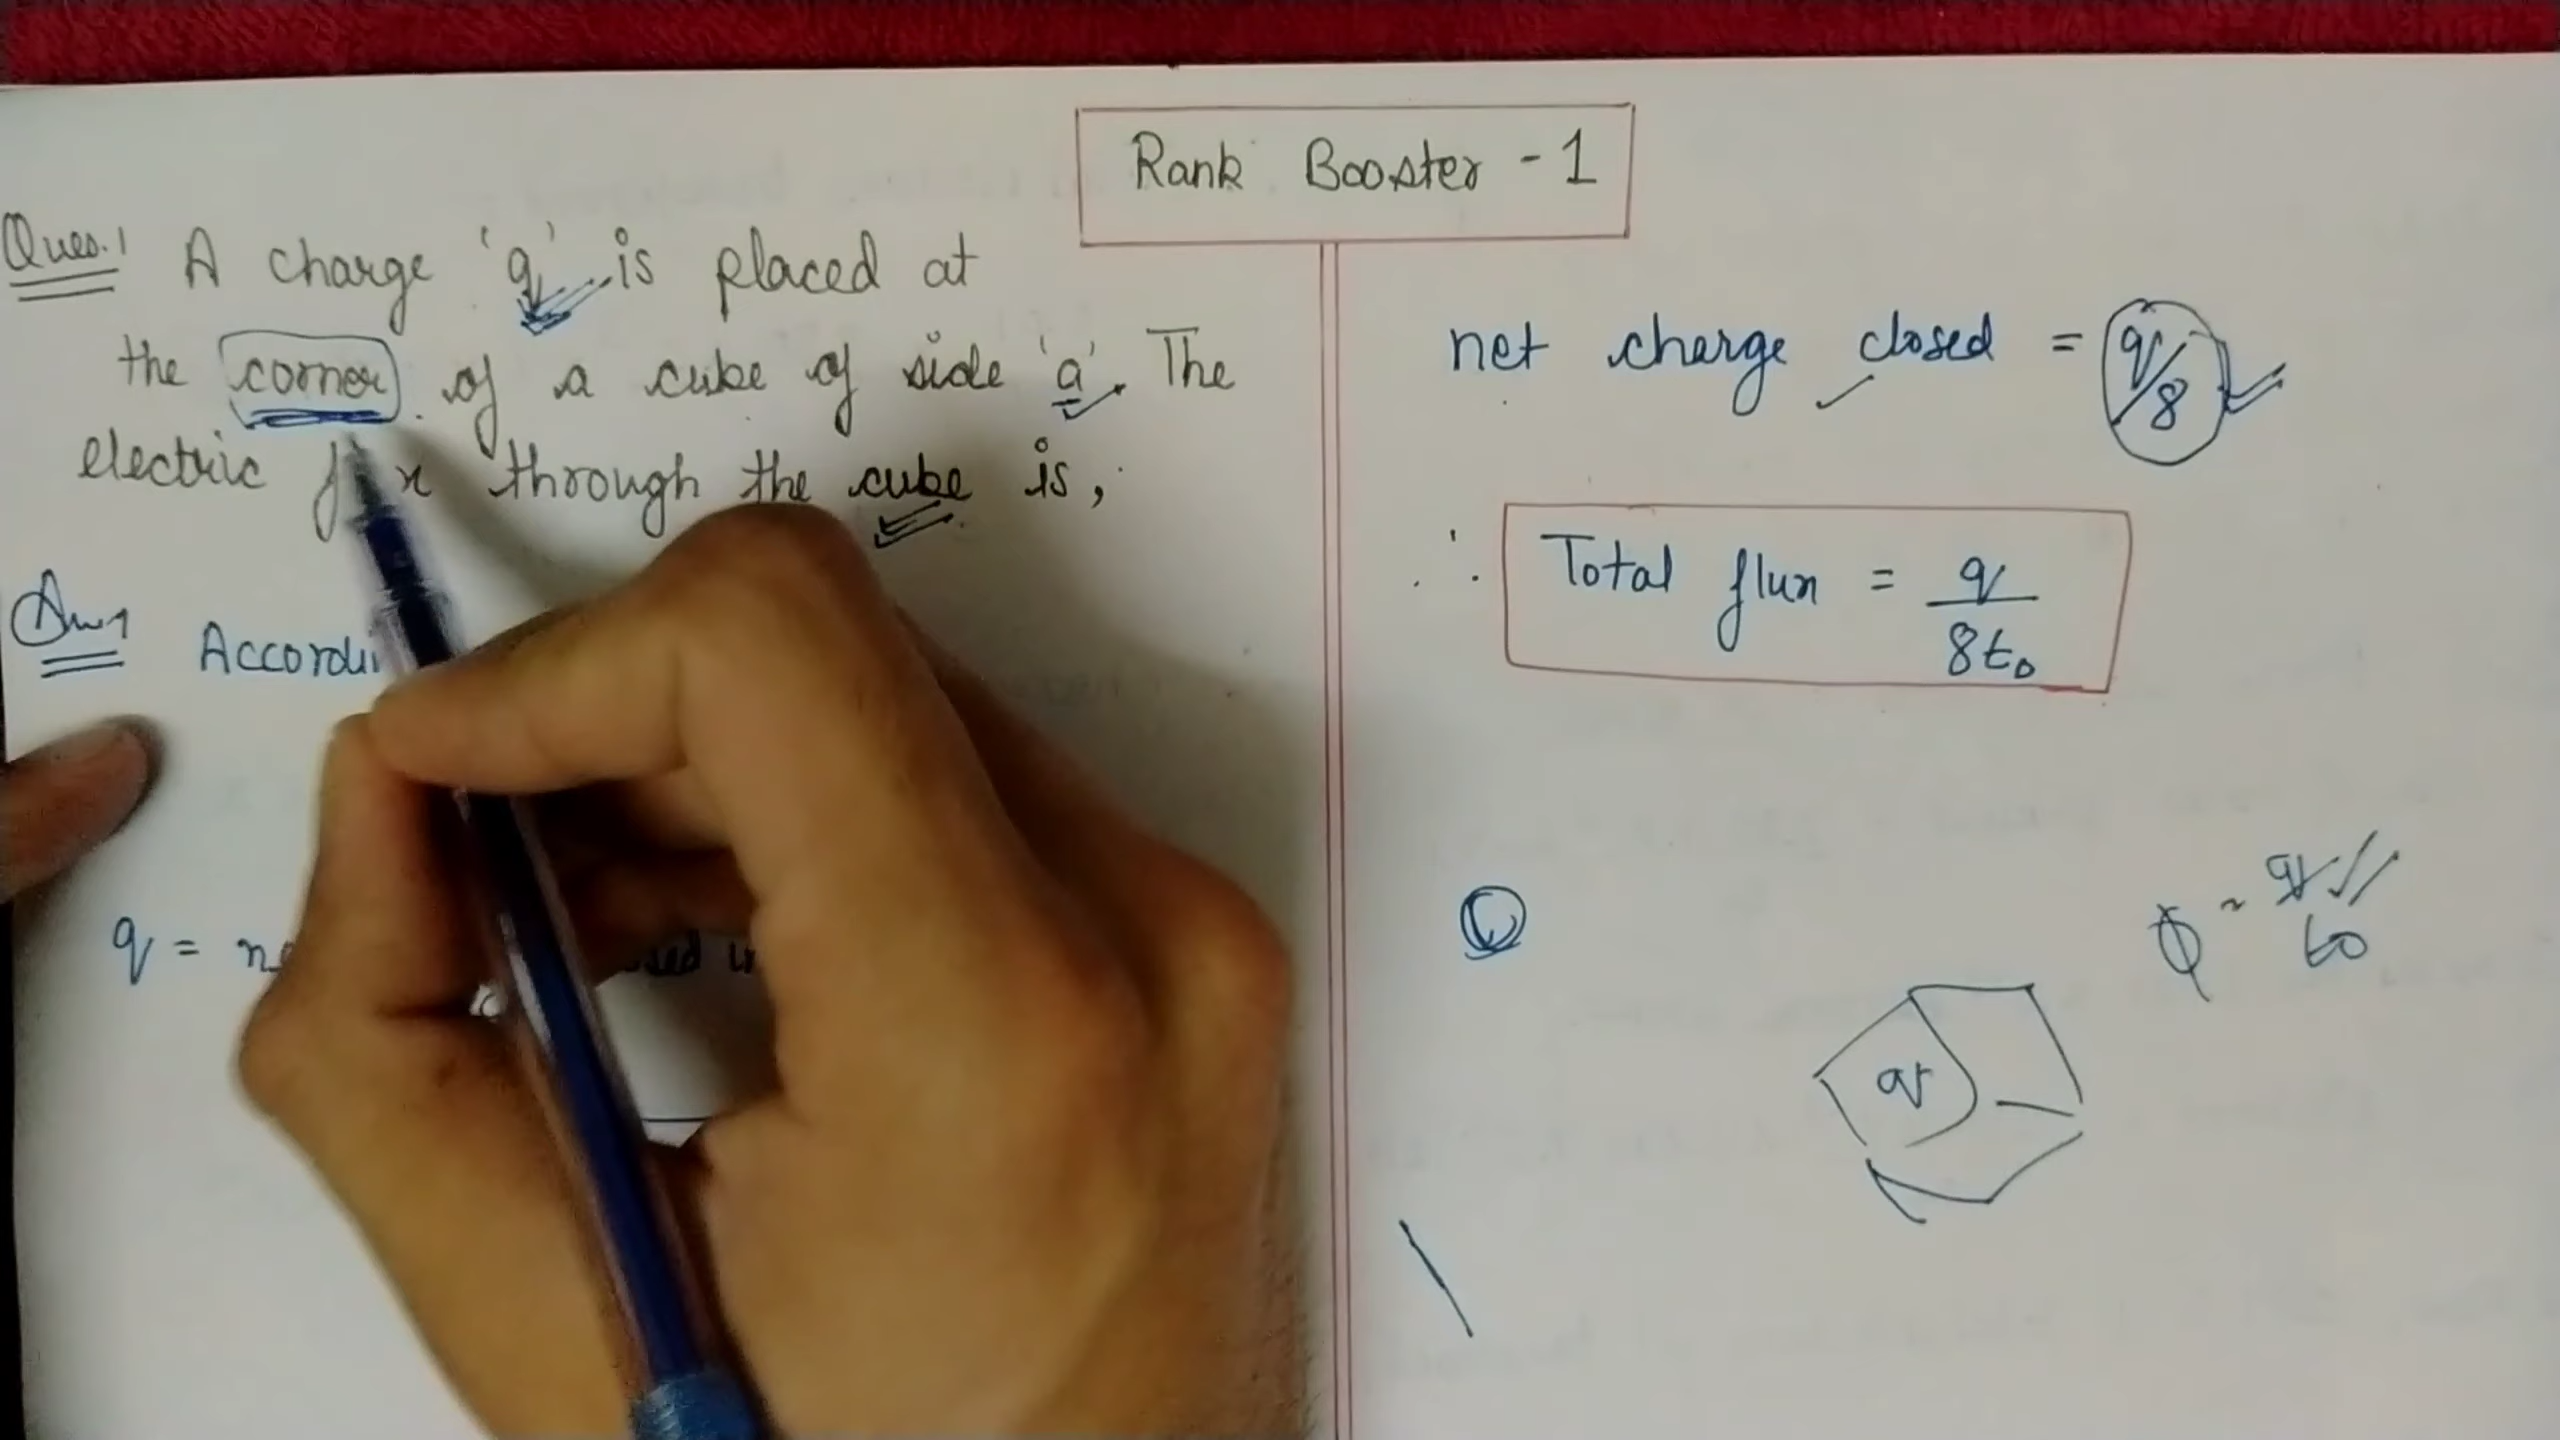 Rank Booster - 1
Ques.1 A charge 'q' is placed at
the corner of a cube of side 'a'. The
electric through the cube is,
Ans 1
q =
net charge closed = q/8
∴ Total flux = q / 8ε0
φ = q / ε0
q